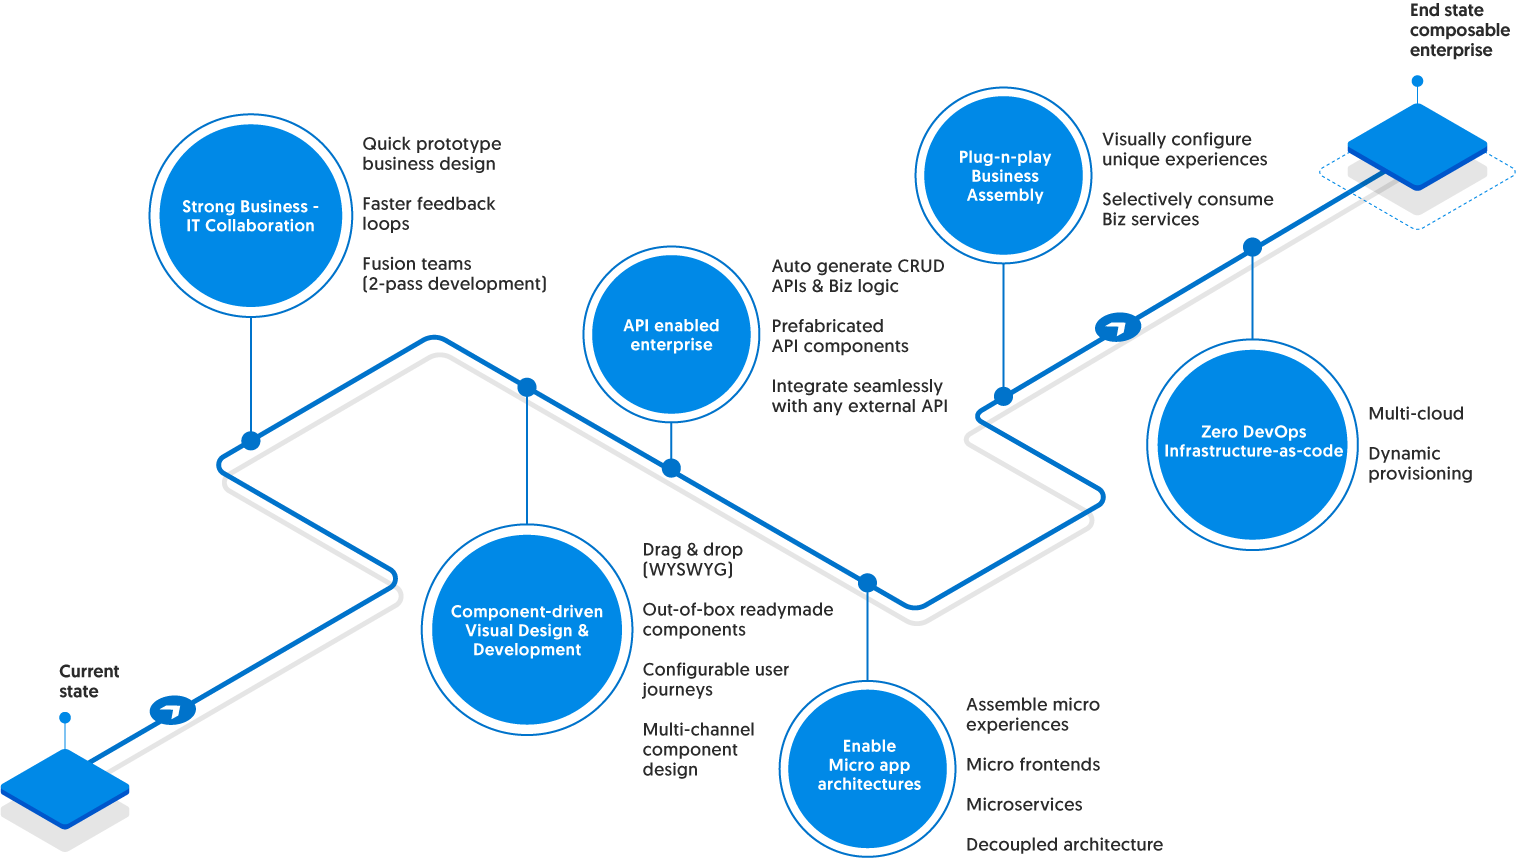 End state
composable
enterprise
Strong Business -
IT Collaboration
Quick prototype
business design
Faster feedback
loops
Fusion teams
(2-pass development)
API enabled
enterprise
Auto generate CRUD
APIs & Biz logic
Prefabricated
API components
Integrate seamlessly
with any external API
Plug-n-play
Business
Assembly
Visually configure
unique experiences
Selectively consume
Biz services
Zero DevOps
Infrastructure-as-code
Multi-cloud
Dynamic
provisioning
Component-driven
Visual Design &
Development
Drag & drop
(WYSWYG)
Out-of-box readymade
components
Configurable user
journeys
Multi-channel
component
design
Enable
Micro app
architectures
Assemble micro
experiences
Micro frontends
Microservices
Decoupled architecture
Current
state